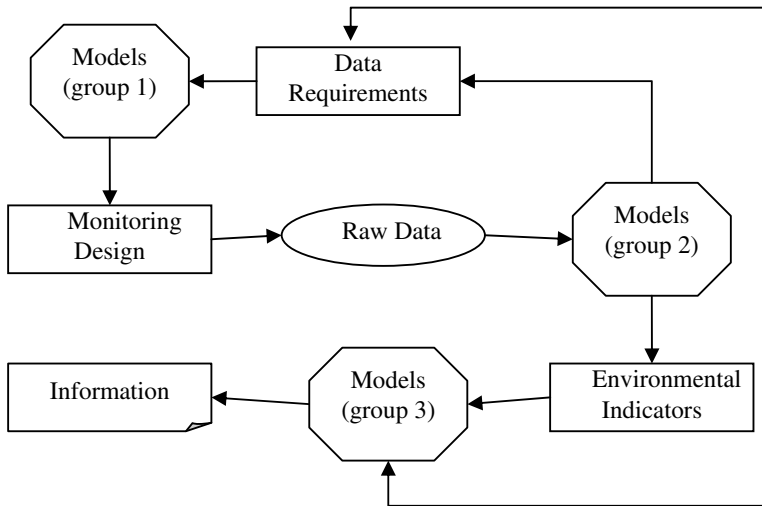 Models
(group 1)
Data
Requirements
Monitoring
Design
Raw Data
Models
(group 2)
Information
Models
(group 3)
Environmental
Indicators